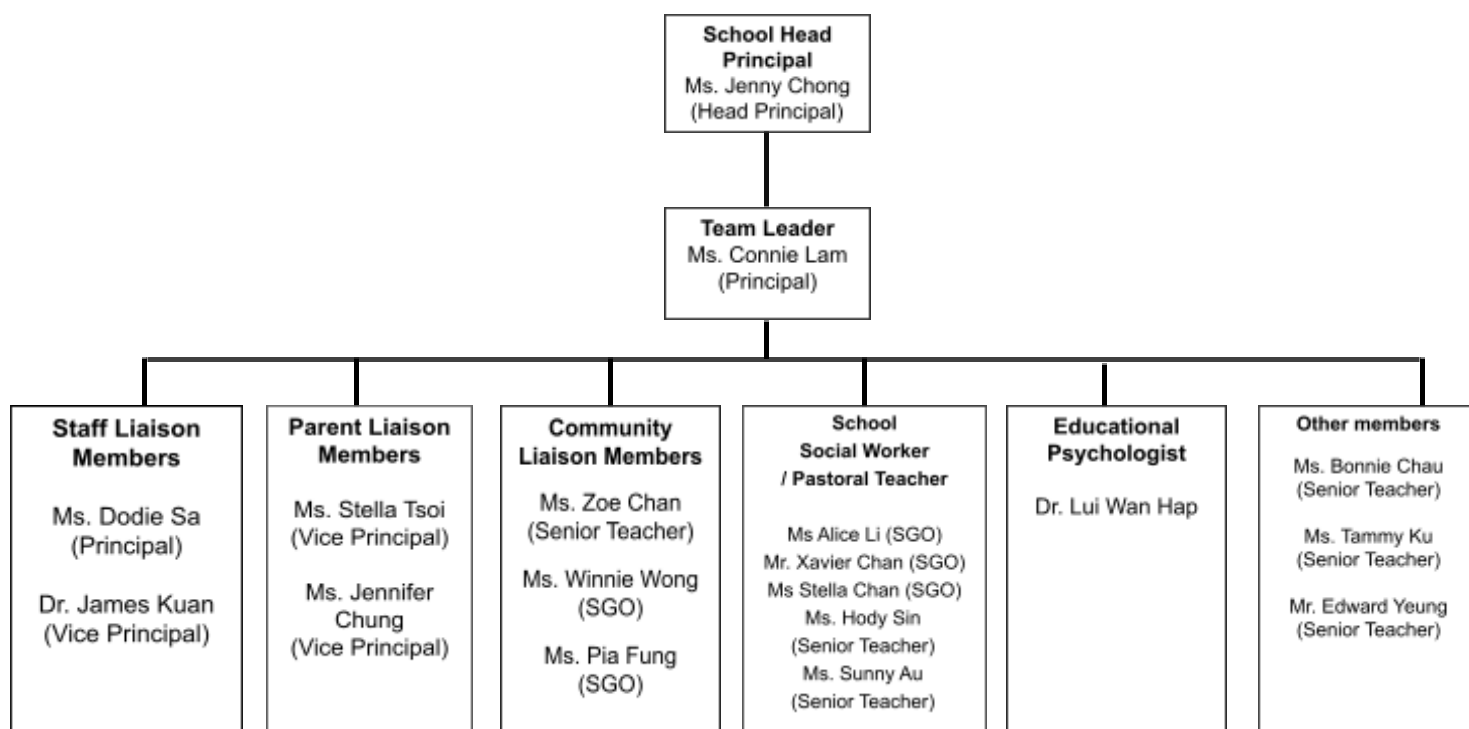 School Head
Principal
Ms. Jenny Chong
(Head Principal)
Team Leader
Ms. Connie Lam
(Principal)
Staff Liaison
Members
Ms. Dodie Sa
(Principal)
Dr. James Kuan
(Vice Principal)
Parent Liaison
Members
Ms. Stella Tsoi
(Vice Principal)
Ms. Jennifer
Chung
(Vice Principal)
Community
Liaison Members
Ms. Zoe Chan
(Senior Teacher)
Ms. Winnie Wong
(SGO)
Ms. Pia Fung
(SGO)
School
Social Worker
/ Pastoral Teacher
Ms Alice Li (SGO)
Mr. Xavier Chan (SGO)
Ms Stella Chan (SGO)
Ms. Hody Sin
(Senior Teacher)
Ms. Sunny Au
(Senior Teacher)
Educational
Psychologist
Dr. Lui Wan Hap
Other members
Ms. Bonnie Chau
(Senior Teacher)
Ms. Tammy Ku
(Senior Teacher)
Mr. Edward Yeung
(Senior Teacher)